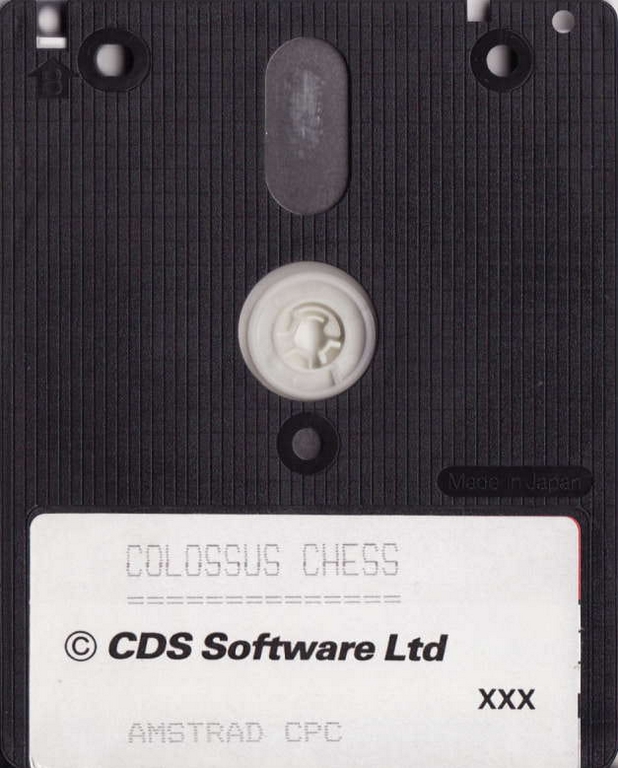 B
Made in Japan
COLOSSUS CHESS
==============
© CDS Software Ltd
XXX
AMSTRAD CPC